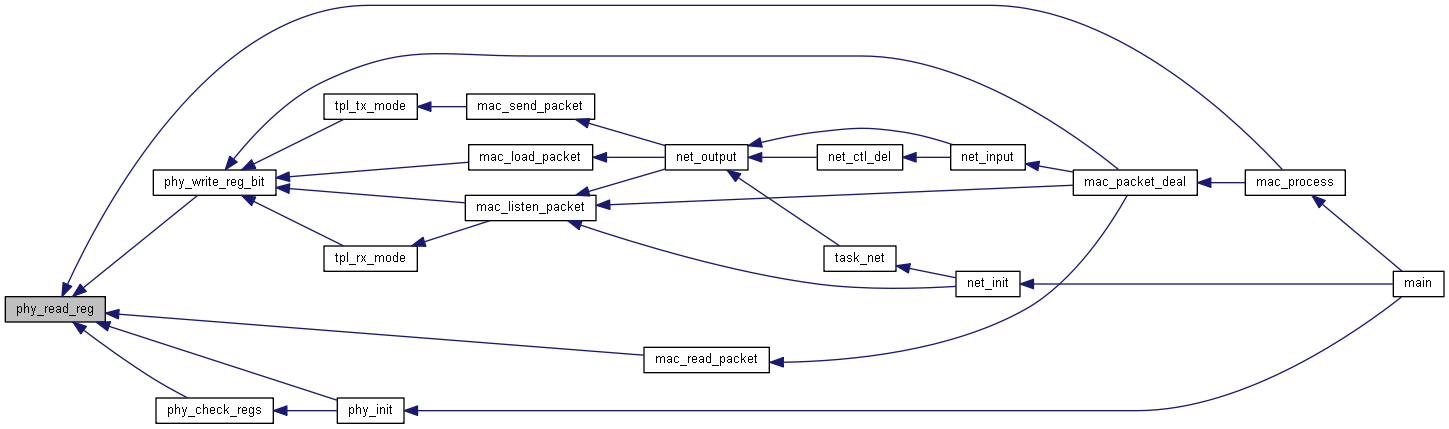 tpl_tx_mode
mac_send_packet
mac_load_packet
net_output
net_ctl_del
net_input
phy_write_reg_bit
mac_packet_deal
mac_process
mac_listen_packet
tpl_rx_mode
task_net
net_init
main
phy_read_reg
mac_read_packet
phy_check_regs
phy_init